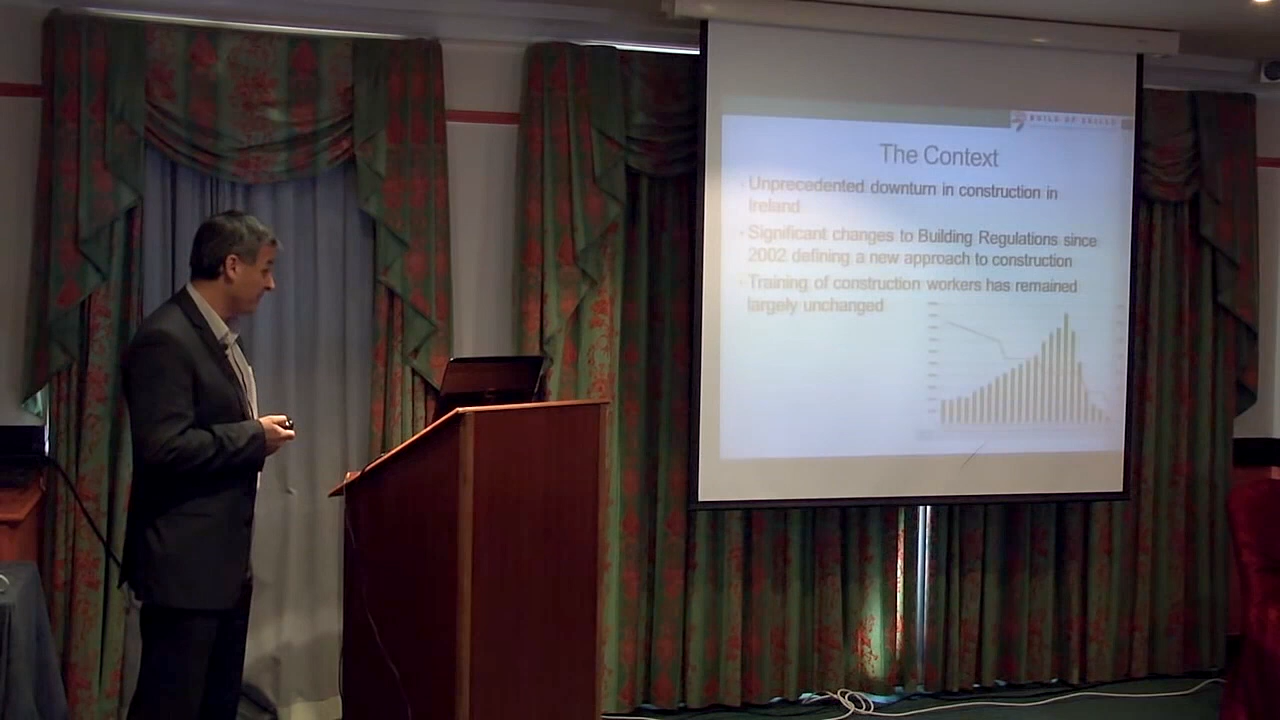 BUILD UP SKILLS
The Context
Unprecedented downturn in construction in
Ireland
Significant changes to Building Regulations since
2002 defining a new approach to construction
Training of construction workers has remained
largely unchanged